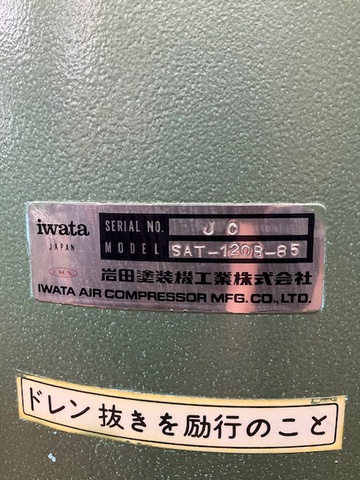 iwata
JAPAN
SERIAL NO. JC
MODEL SAT-120B-85
岩田塗装機工業株式会社
IWATA AIR COMPRESSOR MFG. CO., LTD.
ドレン抜きを励行のこと